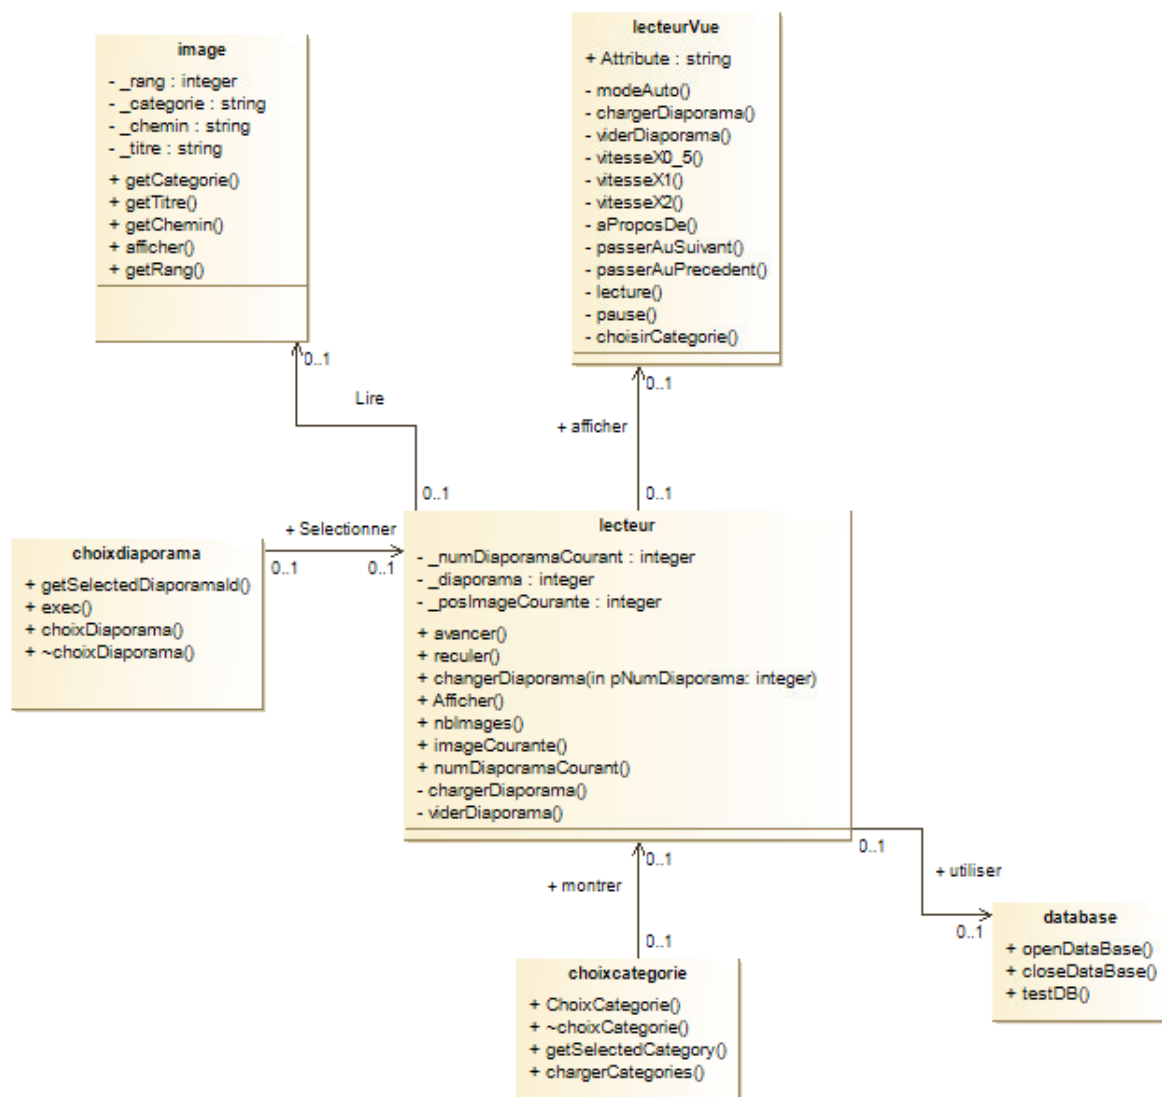 image
- _rang : integer
- _categorie : string
- _chemin : string
- _titre : string
+ getCategorie()
+ getTitre()
+ getChemin()
+ afficher()
+ getRang()
lecteurVue
+ Attribute : string
- modeAuto()
- chargerDiaporama()
- viderDiaporama()
- vitesseX0_5()
- vitesseX1()
- vitesseX2()
- aProposDe()
- passerAuSuivant()
- passerAuPrecedent()
- lecture()
- pause()
- choisirCategorie()
0..1
Lire
0..1
0..1
+ afficher
0..1
choixdiaporama
+ getSelectedDiaporamaId()
+ exec()
+ choixDiaporama()
+ ~choixDiaporama()
+ Selectionner
0..1
0..1
lecteur
- _numDiaporamaCourant : integer
- _diaporama : integer
- _posImageCourante : integer
+ avancer()
+ reculer()
+ changerDiaporama(in pNumDiaporama: integer)
+ Afficher()
+ nbImages()
+ imageCourante()
+ numDiaporamaCourant()
- chargerDiaporama()
- viderDiaporama()
0..1
+ montrer
0..1
0..1
+ utiliser
0..1
choixcategorie
+ ChoixCategorie()
+ ~choixCategorie()
+ getSelectedCategory()
+ chargerCategories()
database
+ openDataBase()
+ closeDataBase()
+ testDB()